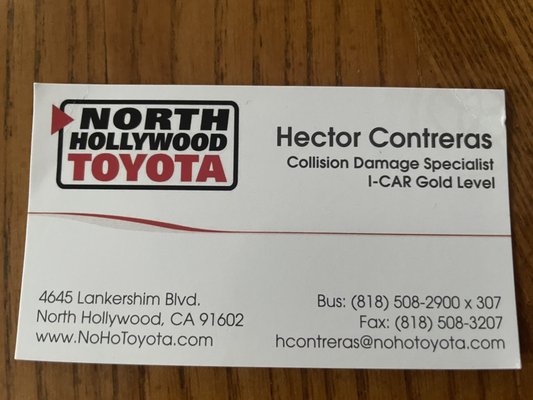 NORTH
HOLLYWOOD
TOYOTA
Hector Contreras
Collision Damage Specialist
I-CAR Gold Level
4645 Lankershim Blvd.
North Hollywood, CA 91602
www.NoHoToyota.com
Bus: (818) 508-2900 x 307
Fax: (818) 508-3207
hcontreras@nohotoyota.com